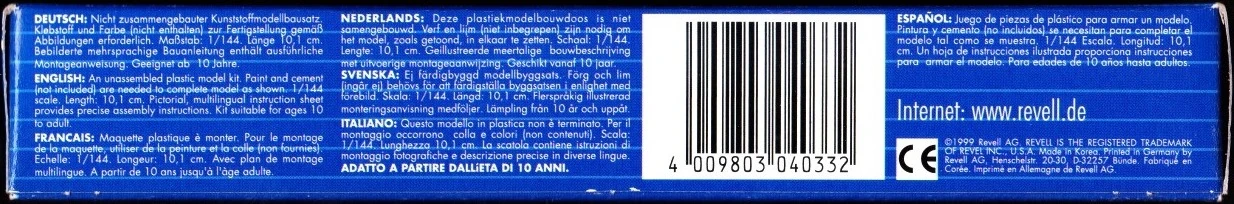 DEUTSCH: Nicht zusammengebauter Kunststoffmodellbausatz,
Klebstoff und Farbe (nicht enthalten) zur Fertigstellung gemäß
Abbildungen erforderlich. Maßstab: 1/144. Länge 10,1 cm.
Bebilderte mehrsprachige Bauanleitung enthält ausführliche
Montageanweisung. Geeignet ab 10 Jahre.
ENGLISH: An unassembled plastic model kit. Paint and cement
(not included) are needed to complete model as shown. 1/144
scale. Length: 10,1 cm. Pictorial, multilingual instruction sheet
provides precise assembly instructions. Kit suitable for ages 10
to adult.
FRANCAIS: Maquette plastique è monter. Pour le montage
de la maquette, utiliser de la peinture et la colle (non fournies).
Echelle: 1/144. Longeur: 10,1 cm. Avec plan de montage
multilingue. A partir de 10 ans jusqu'à l'âge adulte.
NEDERLANDS: Deze plastiekmodelbouwdoos is niet
samengebouwd. Verf en lijm (niet inbegrepen) zijn nodig om
het model, zoals getoond, in elkaar te zetten. Schaal: 1/144.
Lengte: 10,1 cm. Geillustreerde meertalige bouwbeschrijving
met uitvoerige montageaanwijzing. Geschikt vanaf 10 jaar.
SVENSKA: Ej färdigbyggd modellbyggsats. Förg och lim
(ingår ej) behövs för att färdigställa byggsatsen i enlighet med
förebild. Skala: 1/144. Längd: 10,1 cm. Flerspråkig illustrerad
monteringsanvisning medföljer. Lämpling från 10 år och uppåt.
ITALIANO: Questo modello in plastica non è terminato. Per il
montaggio occorrono colla e colori (non contenuti). Scala:
1/144. Lunghezza 10,1 cm. La scatola contiene istruzioni di
montaggio fotografiche e descrizione precise in diverse lingue.
ADATTO A PARTIRE DALLíETA DI 10 ANNI.
4 009803 040332
ESPAÑOL: Juego de piezas de plástico para armar un modelo.
Pintura y cemento (no incluidos) se necesitan para completar el
model tal como se muestra. 1/144 Escala. Longitud: 10,1
cm. Un hoja de instrucciones ilustrada proporciona instrucciones
para armar el modelo. Para edades de 10 años hasta adultos.
Internet: www.revell.de
CE
©1999 Revell AG. REVELL IS THE REGISTERED TRADEMARK
OF REVEL INC., U.S.A. Made in Korea. Printed in Germany by
Revell AG, Henschelstr. 20-30, D-32257 Bünde. Fabriqué en
Corée. Imprimé en Allemagne de Revell AG.